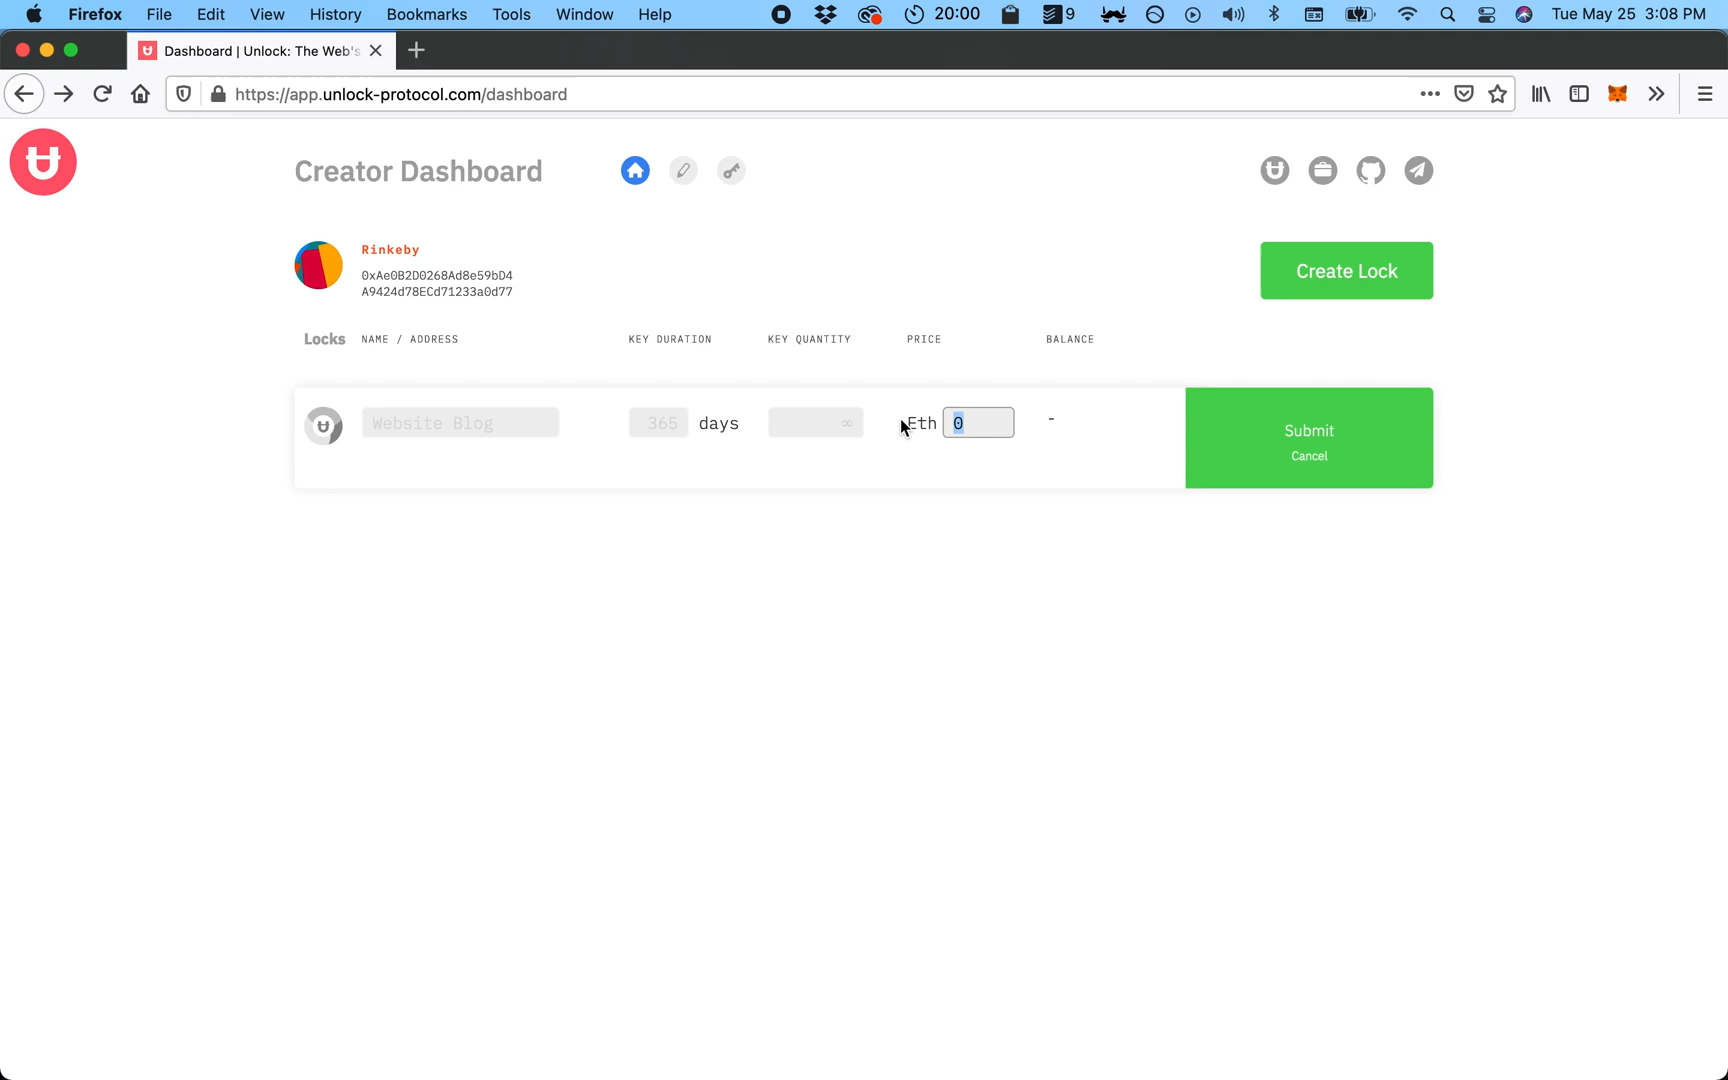 Firefox File Edit View History Bookmarks Tools Window Help 20:00 9 Tue May 25 3:08 PM
Dashboard | Unlock: The Web's
https://app.unlock-protocol.com/dashboard
Creator Dashboard
Rinkeby
0xAe0B2D0268Ad8e59bD4
A9424d78ECd71233a0d77
Create Lock
Locks NAME / ADDRESS KEY DURATION KEY QUANTITY PRICE BALANCE
Website Blog 365 days ∞ Eth 0 -
Submit
Cancel